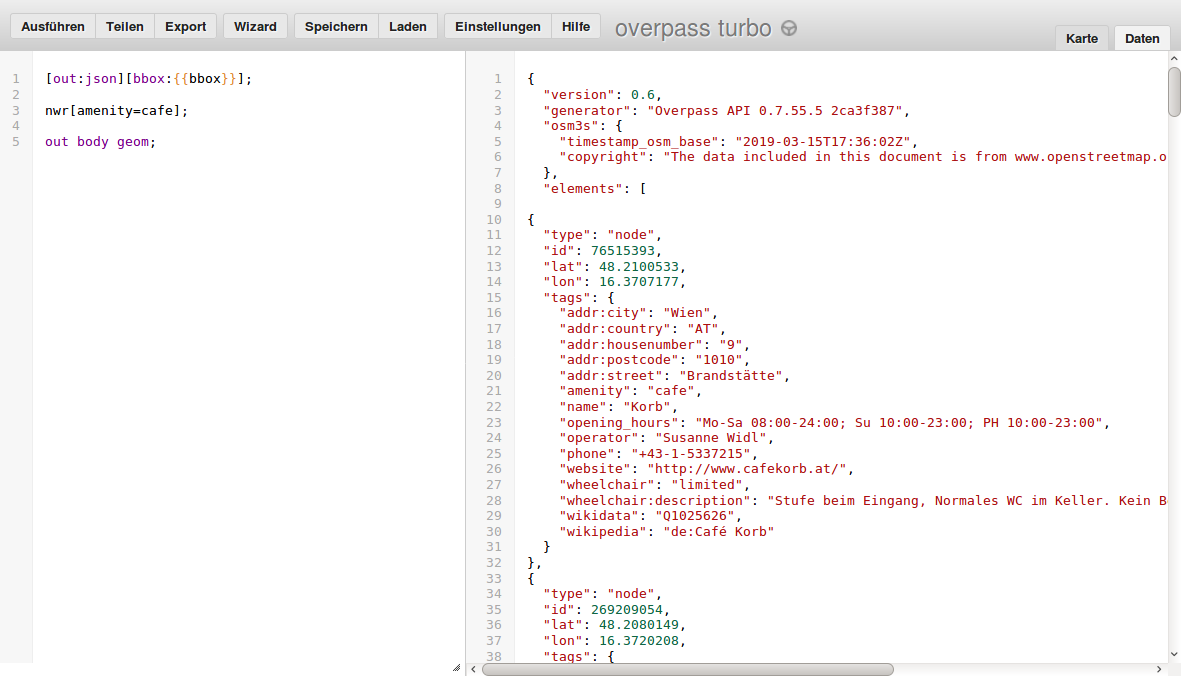 Ausführen Teilen Export Wizard Speichern Laden Einstellungen Hilfe overpass turbo Karte Daten
1 [out:json][bbox:{{bbox}}];
2
3 nwr[amenity=cafe];
4
5 out body geom;
1 {
2 "version": 0.6,
3 "generator": "Overpass API 0.7.55.5 2ca3f387",
4 "osm3s": {
5 "timestamp_osm_base": "2019-03-15T17:36:02Z",
6 "copyright": "The data included in this document is from www.openstreetmap.o
7 },
8 "elements": [
9
10 {
11 "type": "node",
12 "id": 76515393,
13 "lat": 48.2100533,
14 "lon": 16.3707177,
15 "tags": {
16 "addr:city": "Wien",
17 "addr:country": "AT",
18 "addr:housenumber": "9",
19 "addr:postcode": "1010",
20 "addr:street": "Brandstätte",
21 "amenity": "cafe",
22 "name": "Korb",
23 "opening_hours": "Mo-Sa 08:00-24:00; Su 10:00-23:00; PH 10:00-23:00",
24 "operator": "Susanne Widl",
25 "phone": "+43-1-5337215",
26 "website": "http://www.cafekorb.at/",
27 "wheelchair": "limited",
28 "wheelchair:description": "Stufe beim Eingang, Normales WC im Keller. Kein B
29 "wikidata": "Q1025626",
30 "wikipedia": "de:Café Korb"
31 }
32 },
33 {
34 "type": "node",
35 "id": 269209054,
36 "lat": 48.2080149,
37 "lon": 16.3720208,
38 "tags": {